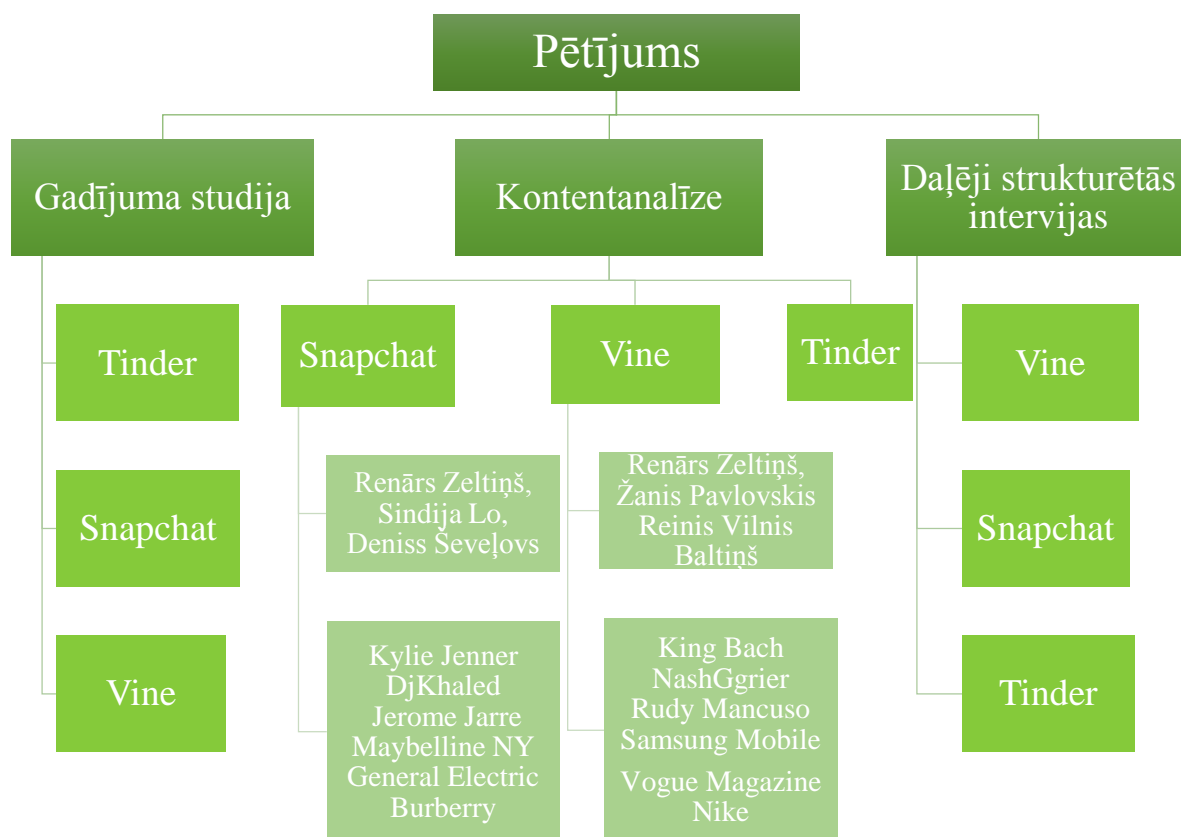 Pētījums
Gadījuma studija
Tinder
Snapchat
Vine
Kontentanalīze
Snapchat
Renārs Zeltiņš,
Sindija Lo,
Deniss Ševeļovs
Kylie Jenner
DjKhaled
Jerome Jarre
Maybelline NY
General Electric
Burberry
Vine
Renārs Zeltiņš,
Žanis Pavlovskis
Reinis Vilnis
Baltiņš
King Bach
NashGgrier
Rudy Mancuso
Samsung Mobile
Vogue Magazine
Nike
Tinder
Daļēji strukturētās
intervijas
Vine
Snapchat
Tinder